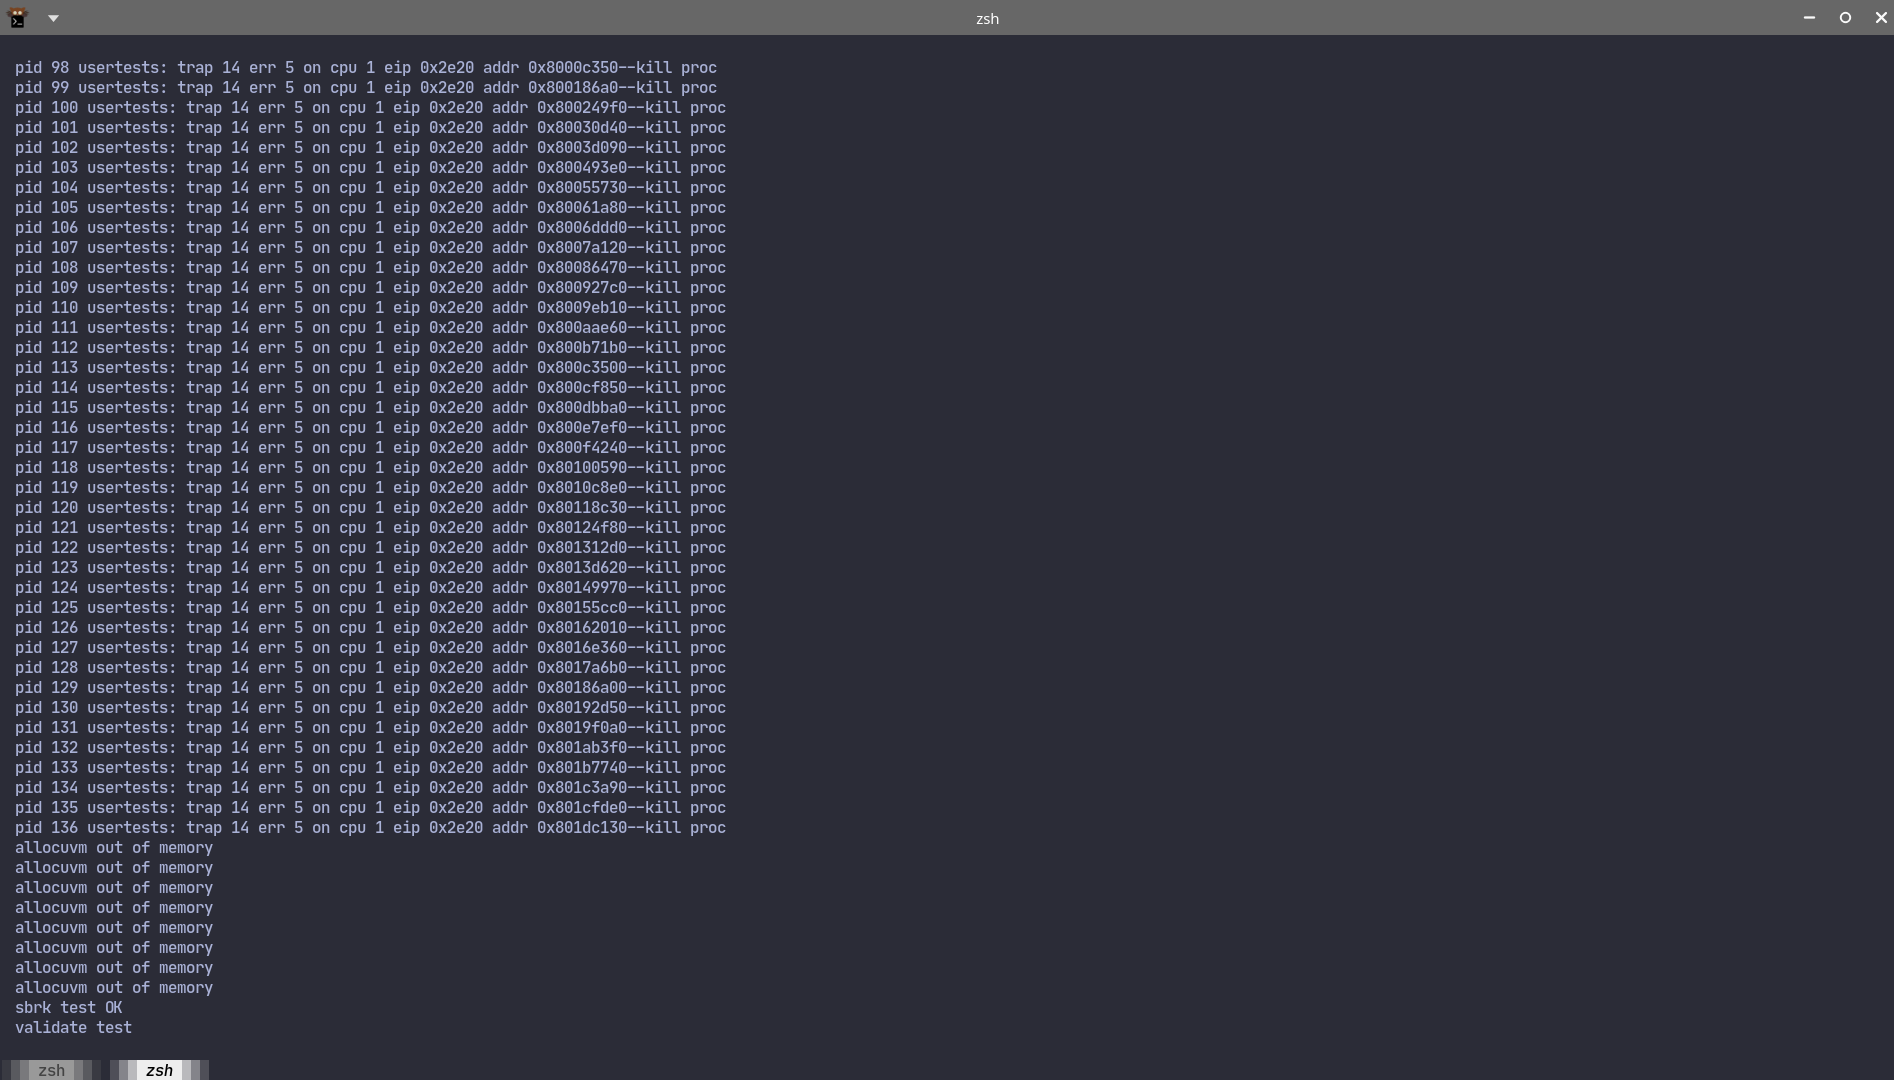 zsh
pid 98 usertests: trap 14 err 5 on cpu 1 eip 0x2e20 addr 0x8000c350--kill proc
pid 99 usertests: trap 14 err 5 on cpu 1 eip 0x2e20 addr 0x800186a0--kill proc
pid 100 usertests: trap 14 err 5 on cpu 1 eip 0x2e20 addr 0x800249f0--kill proc
pid 101 usertests: trap 14 err 5 on cpu 1 eip 0x2e20 addr 0x80030d40--kill proc
pid 102 usertests: trap 14 err 5 on cpu 1 eip 0x2e20 addr 0x8003d090--kill proc
pid 103 usertests: trap 14 err 5 on cpu 1 eip 0x2e20 addr 0x800493e0--kill proc
pid 104 usertests: trap 14 err 5 on cpu 1 eip 0x2e20 addr 0x80055730--kill proc
pid 105 usertests: trap 14 err 5 on cpu 1 eip 0x2e20 addr 0x80061a80--kill proc
pid 106 usertests: trap 14 err 5 on cpu 1 eip 0x2e20 addr 0x8006ddd0--kill proc
pid 107 usertests: trap 14 err 5 on cpu 1 eip 0x2e20 addr 0x8007a120--kill proc
pid 108 usertests: trap 14 err 5 on cpu 1 eip 0x2e20 addr 0x80086470--kill proc
pid 109 usertests: trap 14 err 5 on cpu 1 eip 0x2e20 addr 0x800927c0--kill proc
pid 110 usertests: trap 14 err 5 on cpu 1 eip 0x2e20 addr 0x8009eb10--kill proc
pid 111 usertests: trap 14 err 5 on cpu 1 eip 0x2e20 addr 0x800aae60--kill proc
pid 112 usertests: trap 14 err 5 on cpu 1 eip 0x2e20 addr 0x800b71b0--kill proc
pid 113 usertests: trap 14 err 5 on cpu 1 eip 0x2e20 addr 0x800c3500--kill proc
pid 114 usertests: trap 14 err 5 on cpu 1 eip 0x2e20 addr 0x800cf850--kill proc
pid 115 usertests: trap 14 err 5 on cpu 1 eip 0x2e20 addr 0x800dbba0--kill proc
pid 116 usertests: trap 14 err 5 on cpu 1 eip 0x2e20 addr 0x800e7ef0--kill proc
pid 117 usertests: trap 14 err 5 on cpu 1 eip 0x2e20 addr 0x800f4240--kill proc
pid 118 usertests: trap 14 err 5 on cpu 1 eip 0x2e20 addr 0x80100590--kill proc
pid 119 usertests: trap 14 err 5 on cpu 1 eip 0x2e20 addr 0x8010c8e0--kill proc
pid 120 usertests: trap 14 err 5 on cpu 1 eip 0x2e20 addr 0x80118c30--kill proc
pid 121 usertests: trap 14 err 5 on cpu 1 eip 0x2e20 addr 0x80124f80--kill proc
pid 122 usertests: trap 14 err 5 on cpu 1 eip 0x2e20 addr 0x801312d0--kill proc
pid 123 usertests: trap 14 err 5 on cpu 1 eip 0x2e20 addr 0x8013d620--kill proc
pid 124 usertests: trap 14 err 5 on cpu 1 eip 0x2e20 addr 0x80149970--kill proc
pid 125 usertests: trap 14 err 5 on cpu 1 eip 0x2e20 addr 0x80155cc0--kill proc
pid 126 usertests: trap 14 err 5 on cpu 1 eip 0x2e20 addr 0x80162010--kill proc
pid 127 usertests: trap 14 err 5 on cpu 1 eip 0x2e20 addr 0x8016e360--kill proc
pid 128 usertests: trap 14 err 5 on cpu 1 eip 0x2e20 addr 0x8017a6b0--kill proc
pid 129 usertests: trap 14 err 5 on cpu 1 eip 0x2e20 addr 0x80186a00--kill proc
pid 130 usertests: trap 14 err 5 on cpu 1 eip 0x2e20 addr 0x80192d50--kill proc
pid 131 usertests: trap 14 err 5 on cpu 1 eip 0x2e20 addr 0x8019f0a0--kill proc
pid 132 usertests: trap 14 err 5 on cpu 1 eip 0x2e20 addr 0x801ab3f0--kill proc
pid 133 usertests: trap 14 err 5 on cpu 1 eip 0x2e20 addr 0x801b7740--kill proc
pid 134 usertests: trap 14 err 5 on cpu 1 eip 0x2e20 addr 0x801c3a90--kill proc
pid 135 usertests: trap 14 err 5 on cpu 1 eip 0x2e20 addr 0x801cfde0--kill proc
pid 136 usertests: trap 14 err 5 on cpu 1 eip 0x2e20 addr 0x801dc130--kill proc
allocuvm out of memory
allocuvm out of memory
allocuvm out of memory
allocuvm out of memory
allocuvm out of memory
allocuvm out of memory
allocuvm out of memory
allocuvm out of memory
sbrk test OK
validate test
zsh zsh